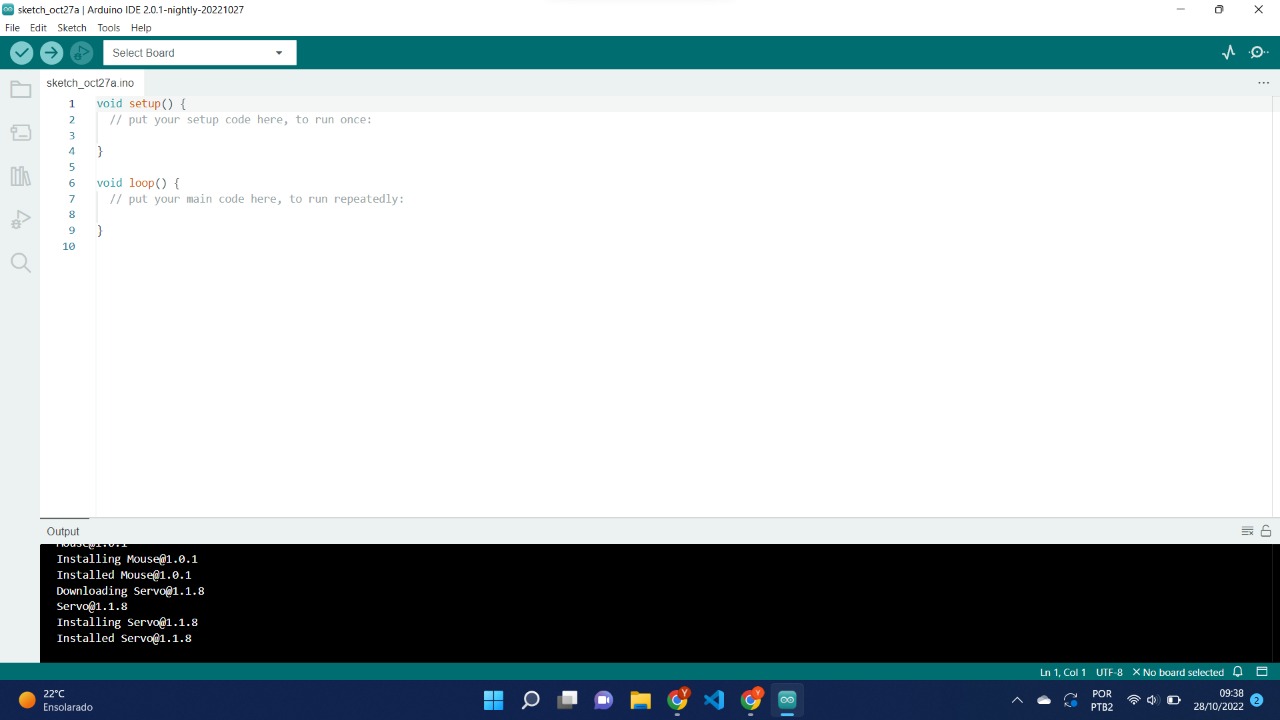 sketch_oct27a | Arduino IDE 2.0.1-nightly-20221027
File Edit Sketch Tools Help
Select Board
sketch_oct27a.ino
1 void setup() {
2 // put your setup code here, to run once:
3
4 }
5
6 void loop() {
7 // put your main code here, to run repeatedly:
8
9 }
10
Output
Mouse@1.0.1
Installing Mouse@1.0.1
Installed Mouse@1.0.1
Downloading Servo@1.1.8
Servo@1.1.8
Installing Servo@1.1.8
Installed Servo@1.1.8
Ln 1, Col 1 UTF-8 No board selected
22°C
Ensolarado
POR
PTB2
09:38
28/10/2022
2